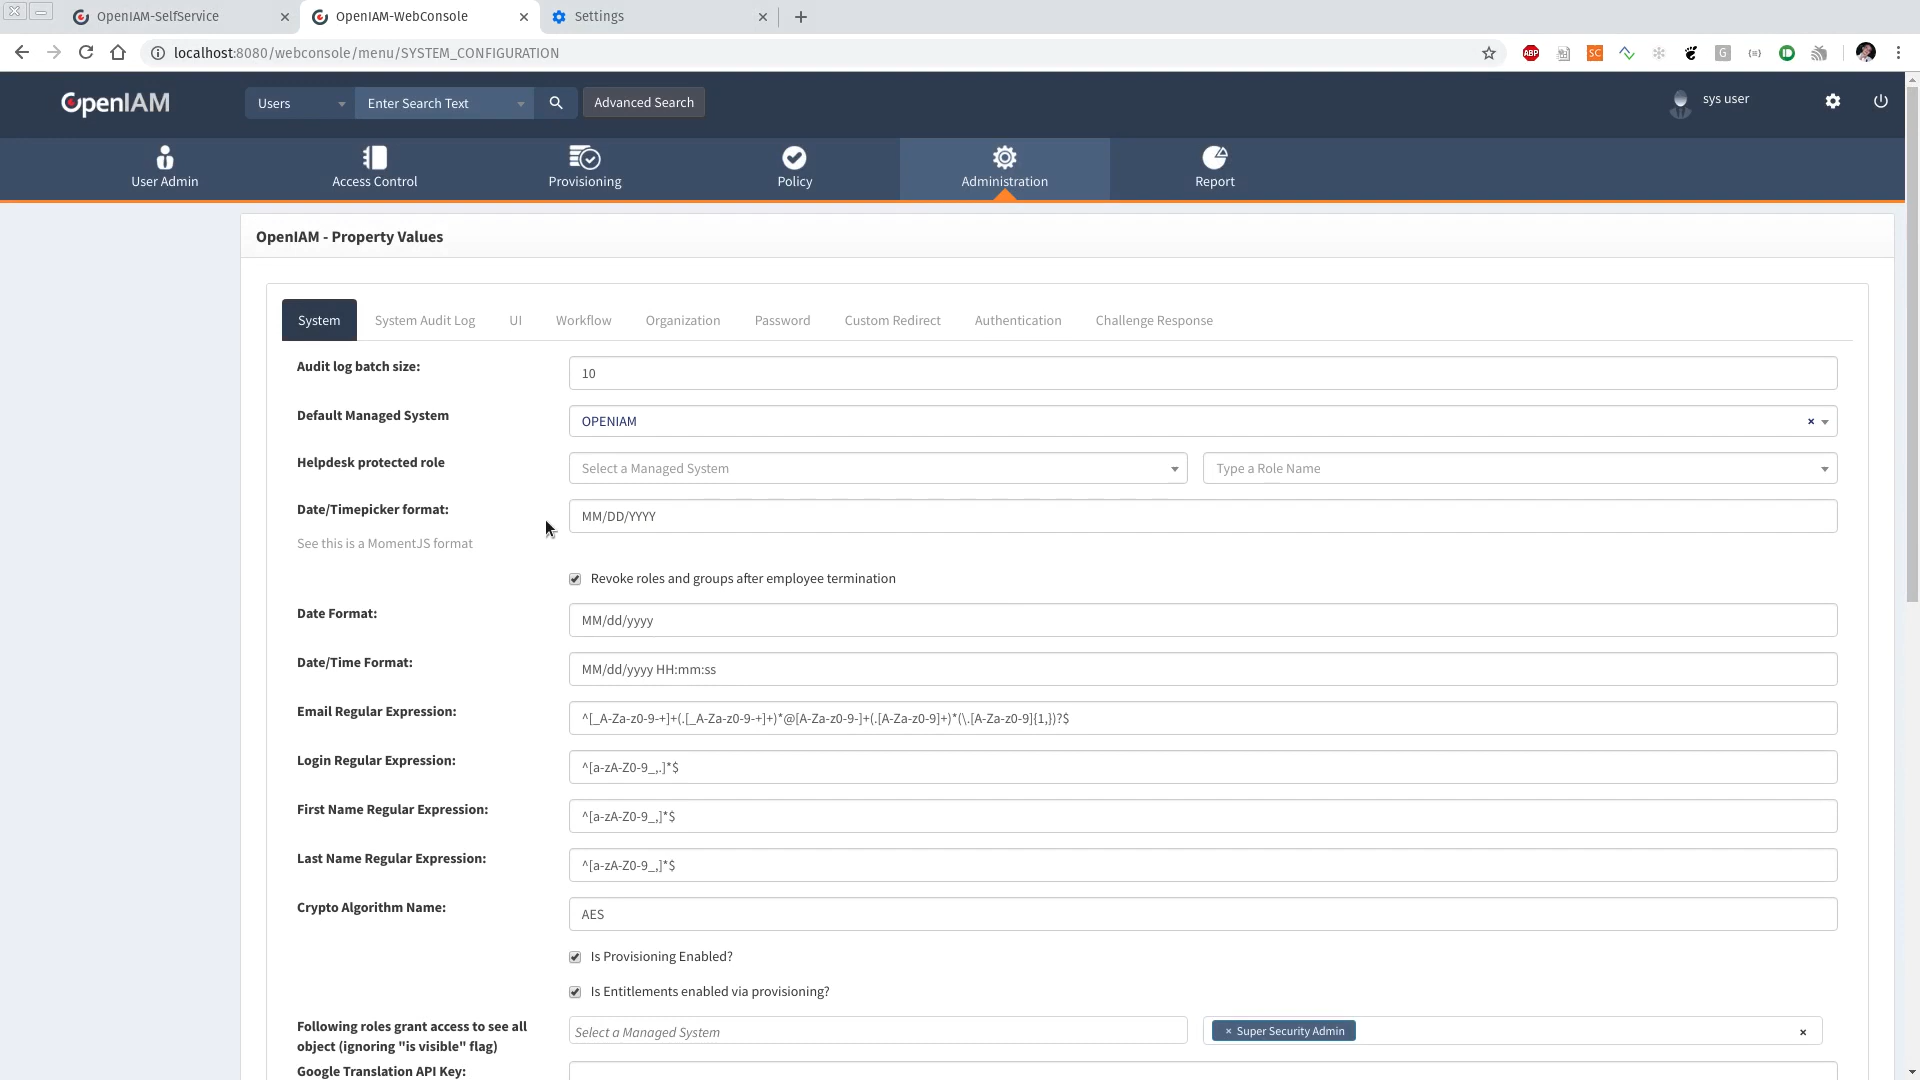 OpenIAM-SelfService
OpenIAM-WebConsole
Settings
localhost:8080/webconsole/menu/SYSTEM_CONFIGURATION
ABP
SC
G
OpenIAM
Users
Enter Search Text
Advanced Search
sys user
User Admin
Access Control
Provisioning
Policy
Administration
Report
OpenIAM - Property Values
System
System Audit Log
UI
Workflow
Organization
Password
Custom Redirect
Authentication
Challenge Response
Audit log batch size:
10
Default Managed System
OPENIAM
Helpdesk protected role
Select a Managed System
Type a Role Name
Date/Timepicker format:
MM/DD/YYYY
See this is a MomentJS format
Revoke roles and groups after employee termination
Date Format:
MM/dd/yyyy
Date/Time Format:
MM/dd/yyyy HH:mm:ss
Email Regular Expression:
^[_A-Za-z0-9-+]+(.[_A-Za-z0-9-+]+)*@[A-Za-z0-9-]+(.[A-Za-z0-9]+)*(\.[A-Za-z0-9]{1,})?$
Login Regular Expression:
^[a-zA-Z0-9_,.]*$
First Name Regular Expression:
^[a-zA-Z0-9_,]*$
Last Name Regular Expression:
^[a-zA-Z0-9_,]*$
Crypto Algorithm Name:
AES
Is Provisioning Enabled?
Is Entitlements enabled via provisioning?
Following roles grant access to see all
object (ignoring "is visible" flag)
Select a Managed System
× Super Security Admin
Google Translation API Key: